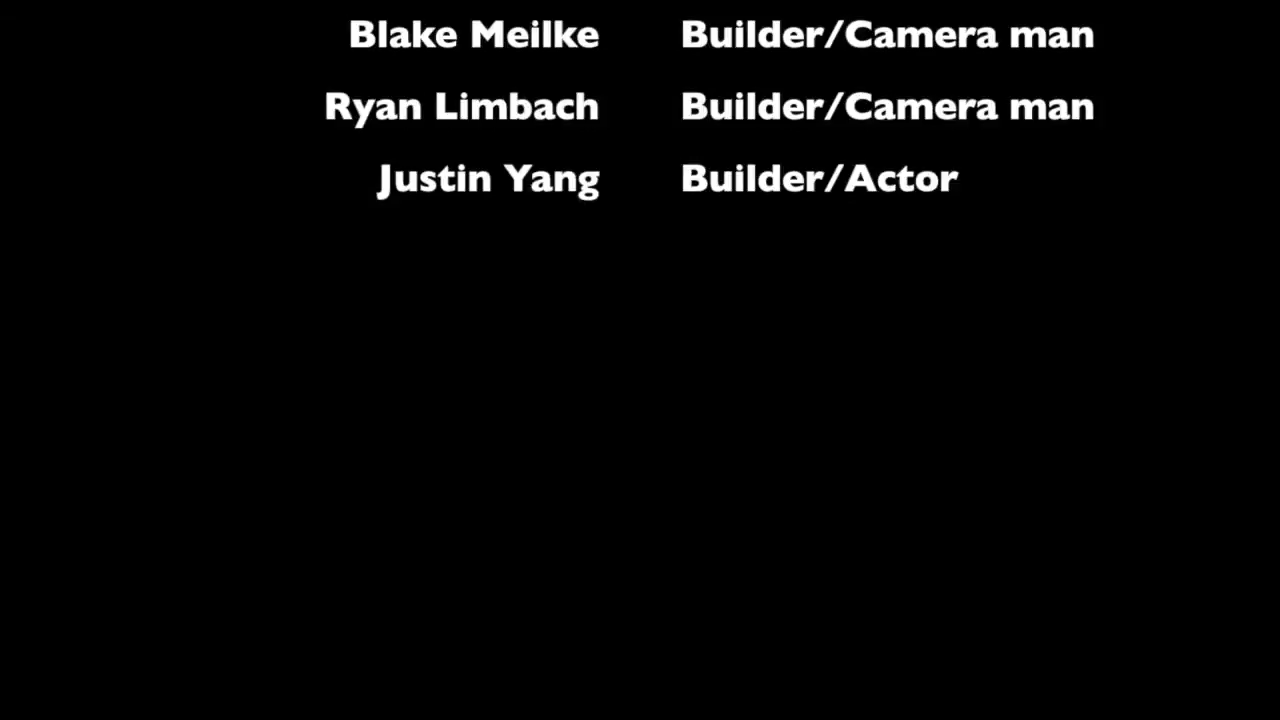 Blake Meilke Builder/Camera man
Ryan Limbach Builder/Camera man
Justin Yang Builder/Actor